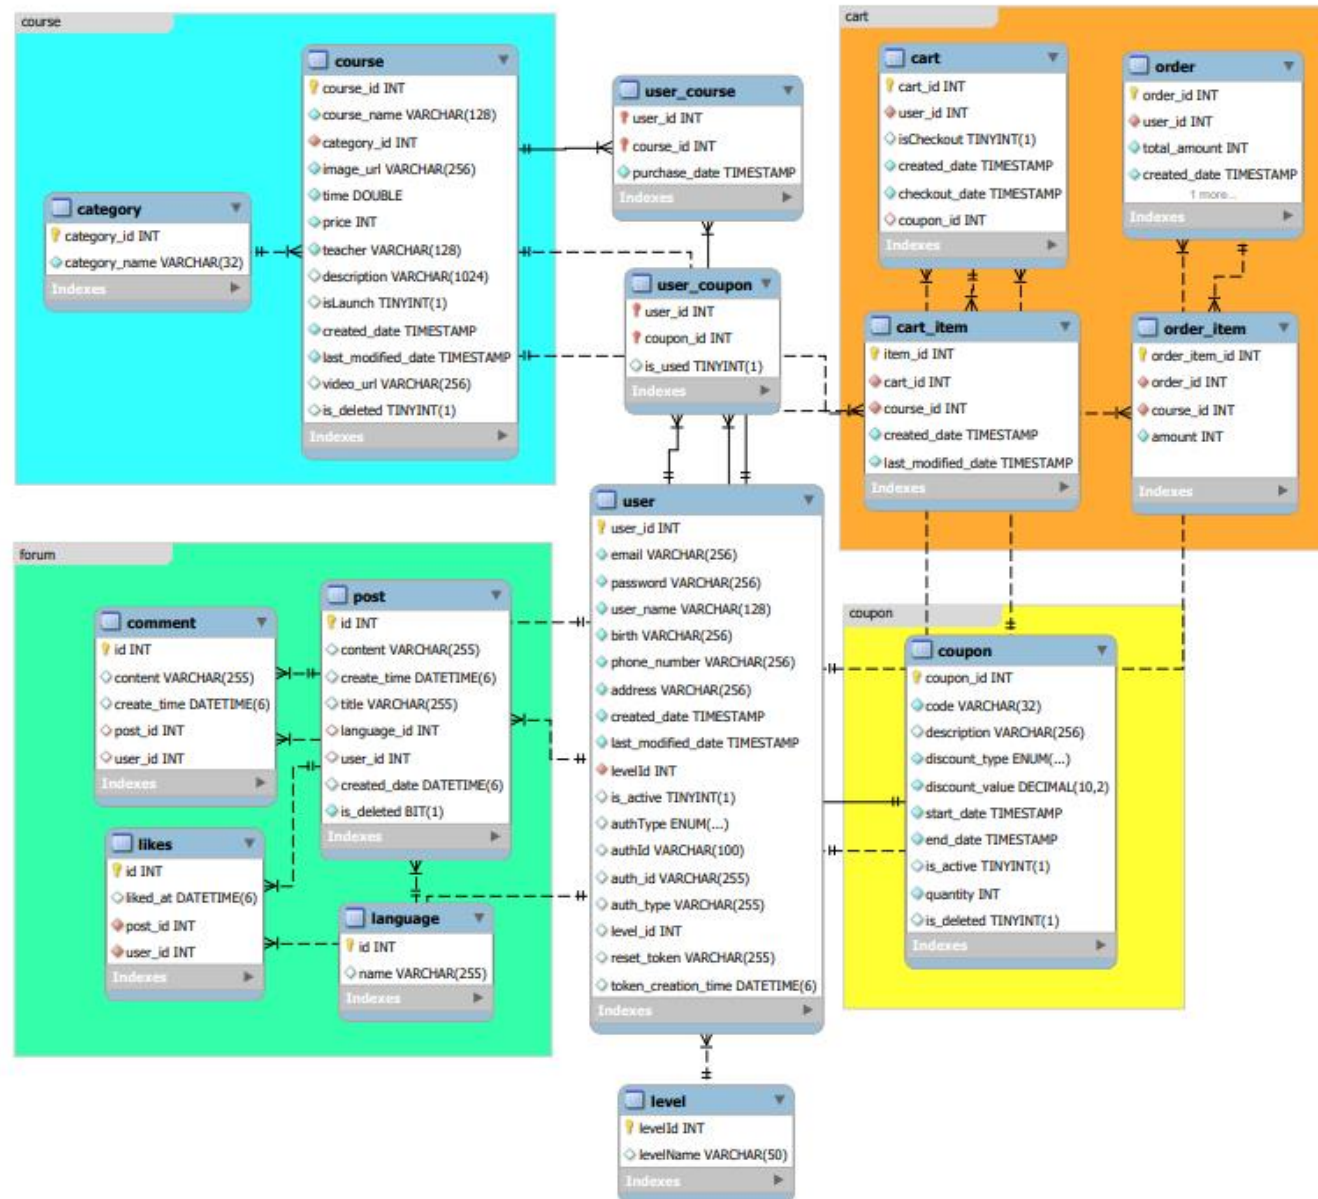 course
course
course_id INT
course_name VARCHAR(128)
category_id INT
image_url VARCHAR(256)
time DOUBLE
price INT
teacher VARCHAR(128)
description VARCHAR(1024)
isLaunch TINYINT(1)
created_date TIMESTAMP
last_modified_date TIMESTAMP
video_url VARCHAR(256)
is_deleted TINYINT(1)
Indexes
category
category_id INT
category_name VARCHAR(32)
Indexes
user_course
user_id INT
course_id INT
purchase_date TIMESTAMP
Indexes
user_coupon
user_id INT
coupon_id INT
is_used TINYINT(1)
Indexes
cart
cart
cart_id INT
user_id INT
isCheckout TINYINT(1)
created_date TIMESTAMP
checkout_date TIMESTAMP
coupon_id INT
Indexes
order
order_id INT
user_id INT
total_amount INT
created_date TIMESTAMP
1 more...
Indexes
cart_item
item_id INT
cart_id INT
course_id INT
created_date TIMESTAMP
last_modified_date TIMESTAMP
Indexes
order_item
order_item_id INT
order_id INT
course_id INT
amount INT
Indexes
forum
comment
id INT
content VARCHAR(255)
create_time DATETIME(6)
post_id INT
user_id INT
Indexes
post
id INT
content VARCHAR(255)
create_time DATETIME(6)
title VARCHAR(255)
language_id INT
user_id INT
created_date DATETIME(6)
is_deleted BIT(1)
Indexes
likes
id INT
liked_at DATETIME(6)
post_id INT
user_id INT
Indexes
language
id INT
name VARCHAR(255)
Indexes
user
user_id INT
email VARCHAR(256)
password VARCHAR(256)
user_name VARCHAR(128)
birth VARCHAR(256)
phone_number VARCHAR(256)
address VARCHAR(256)
created_date TIMESTAMP
last_modified_date TIMESTAMP
levelId INT
is_active TINYINT(1)
authType ENUM(...)
authId VARCHAR(100)
auth_id VARCHAR(255)
auth_type VARCHAR(255)
level_id INT
reset_token VARCHAR(255)
token_creation_time DATETIME(6)
Indexes
coupon
coupon
coupon_id INT
code VARCHAR(32)
description VARCHAR(256)
discount_type ENUM(...)
discount_value DECIMAL(10,2)
start_date TIMESTAMP
end_date TIMESTAMP
is_active TINYINT(1)
quantity INT
is_deleted TINYINT(1)
Indexes
level
levelId INT
levelName VARCHAR(50)
Indexes